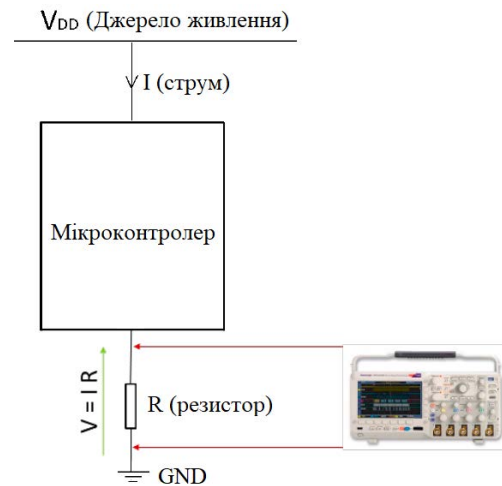 VDD (Джерело живлення)
I (струм)
Мікроконтролер
V = I R
R (резистор)
GND